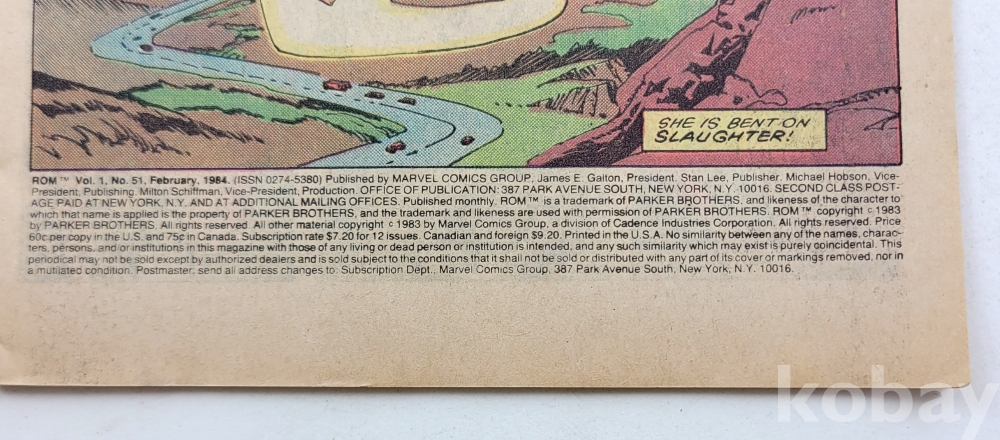 SHE IS BENT ON
SLAUGHTER!
ROM™ Vol. 1, No. 51, February, 1984. (ISSN 0274-5380) Published by MARVEL COMICS GROUP, James E. Galton, President. Stan Lee, Publisher. Michael Hobson, Vice-
President, Publishing. Milton Schiffman, Vice-President, Production. OFFICE OF PUBLICATION: 387 PARK AVENUE SOUTH, NEW YORK, N.Y. 10016. SECOND CLASS POST-
AGE PAID AT NEW YORK, N.Y. AND AT ADDITIONAL MAILING OFFICES. Published monthly. ROM™ is a trademark of PARKER BROTHERS, and likeness of the character to
which that name is applied is the property of PARKER BROTHERS, and the trademark and likeness are used with permission of PARKER BROTHERS. ROM™ copyright © 1983
by PARKER BROTHERS. All rights reserved. All other material copyright © 1983 by Marvel Comics Group, a division of Cadence Industries Corporation. All rights reserved. Price
60¢ per copy in the U.S. and 75¢ in Canada. Subscription rate $7.20 for 12 issues. Canadian and foreign $9.20. Printed in the U.S.A. No similarity between any of the names, charac-
ters, persons, and/or institutions in this magazine with those of any living or dead person or institution is intended, and any such similarity which may exist is purely coincidental. This
periodical may not be sold except by authorized dealers and is sold subject to the conditions that it shall not be sold or distributed with any part of its cover or markings removed, nor in
a mutilated condition. Postmaster: send all address changes to: Subscription Dept., Marvel Comics Group, 387 Park Avenue South, New York, N.Y. 10016.
kobay